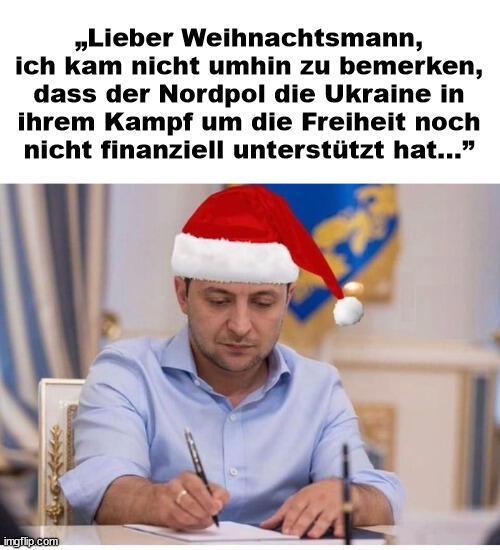 „Lieber Weihnachtsmann,
ich kam nicht umhin zu bemerken,
dass der Nordpol die Ukraine in
ihrem Kampf um die Freiheit noch
nicht finanziell unterstützt hat...”
imgflip.com